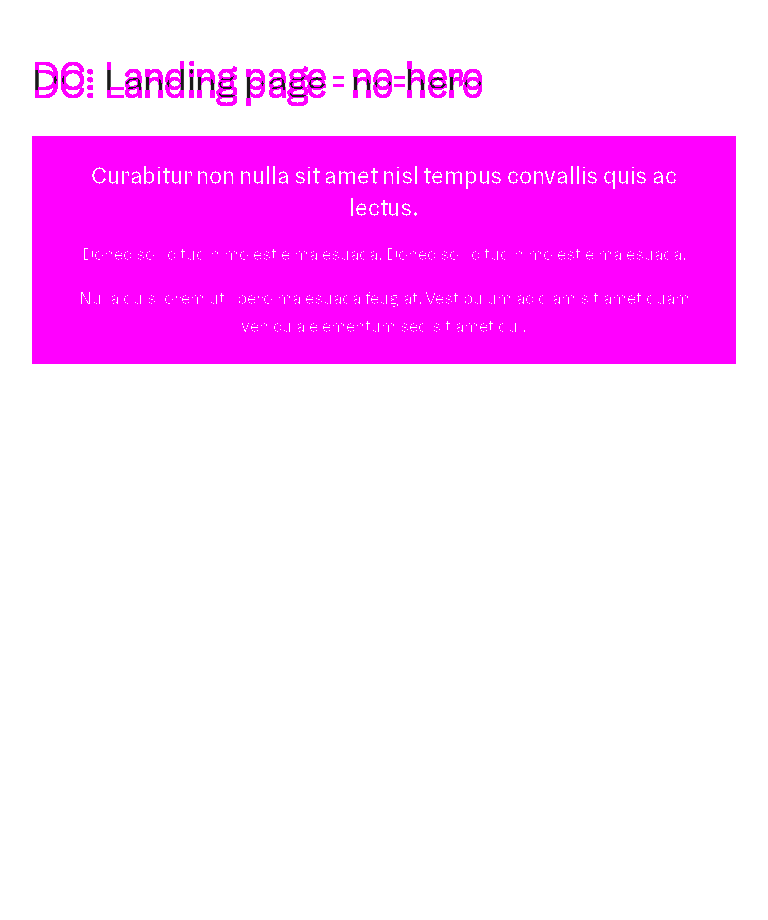 DO: Landing page - no-hero
Curabitur non nulla sit amet nisl tempus convallis quis ac
lectus.
Donec sollicitudin molestie malesuada. Donec sollicitudin molestie malesuada.
Nulla quis lorem ut libero malesuada feugiat. Vestibulum ac diam sit amet quam
vehicula elementum sed sit amet dui.